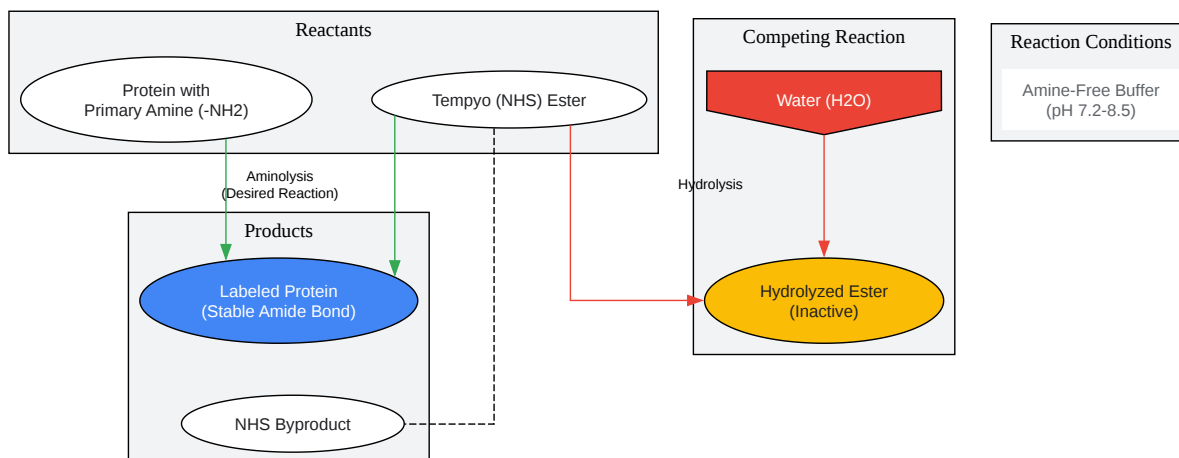 Reactants
Protein with
Primary Amine (-NH2)
Tempyo (NHS) Ester
Aminolysis
(Desired Reaction)
Products
Labeled Protein
(Stable Amide Bond)
NHS Byproduct
Competing Reaction
Water (H2O)
Hydrolysis
Hydrolyzed Ester
(Inactive)
Reaction Conditions
Amine-Free Buffer
(pH 7.2-8.5)